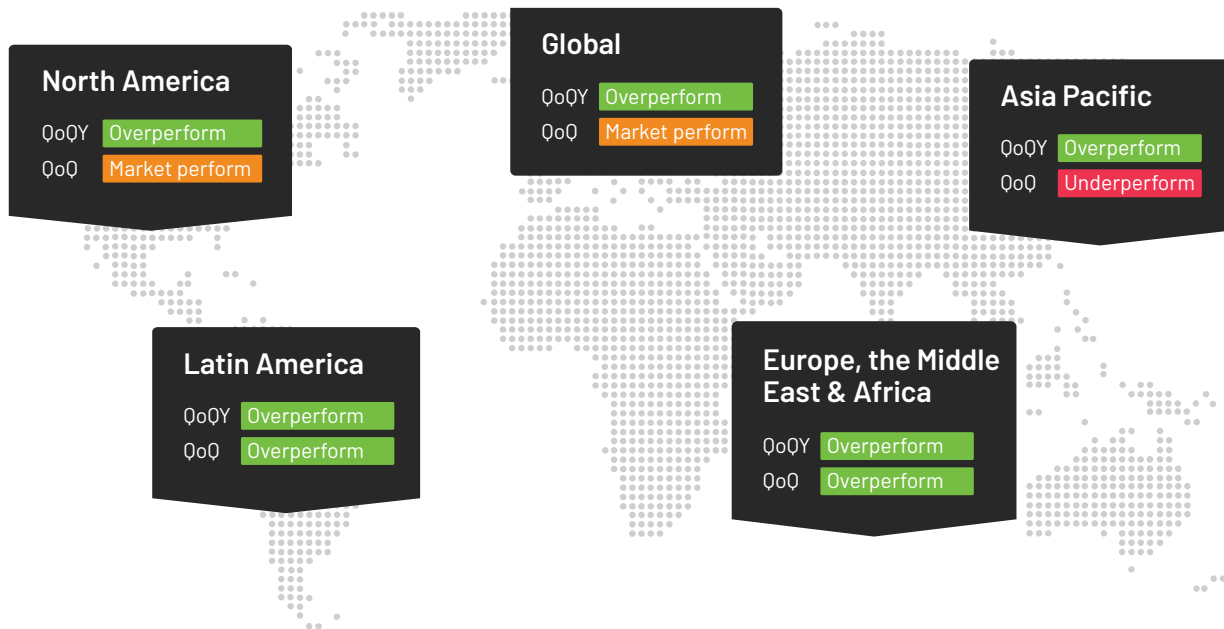 North America
QoQY Overperform
QoQ Market perform
Global
QoQY Overperform
QoQ Market perform
Asia Pacific
QoQY Overperform
QoQ Underperform
Latin America
QoQY Overperform
QoQ Overperform
Europe, the Middle
East & Africa
QoQY Overperform
QoQ Overperform